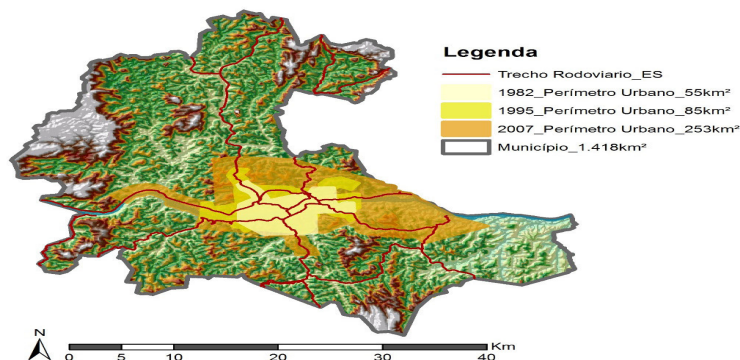 Legenda
Trecho Rodoviario_ES
1982_Perímetro Urbano_55km²
1995_Perímetro Urbano_85km²
2007_Perímetro Urbano_253km²
Município_1.418km²
N
Km
0 5 10 20 30 40